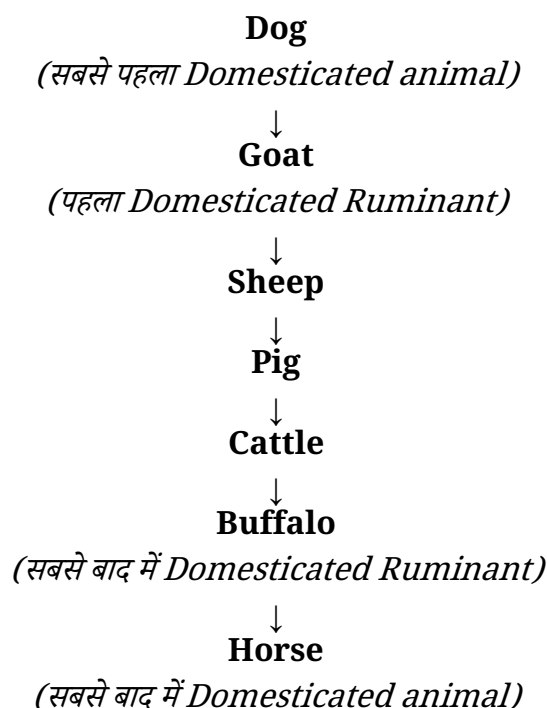 Dog
(सबसे पहला Domesticated animal)
↓
Goat
(पहला Domesticated Ruminant)
↓
Sheep
↓
Pig
↓
Cattle
↓
Buffalo
(सबसे बाद में Domesticated Ruminant)
↓
Horse
(सबसे बाद में Domesticated animal)